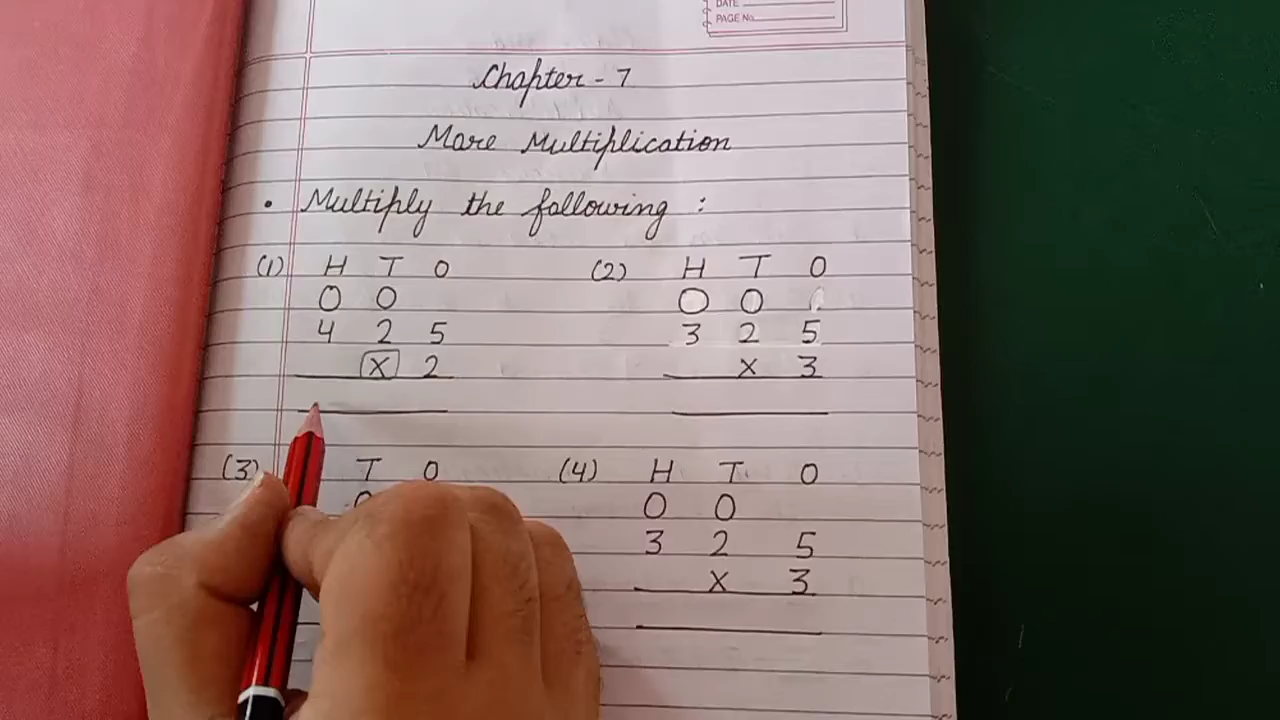 DATE
PAGE No.
Chapter - 7
More Multiplication
• Multiply the following :
(1) H T O
0 0
4 2 5
x 2
(2) H T O
0 0
3 2 5
x 3
(3) T O
0
(4) H T O
0 0
3 2 5
x 3